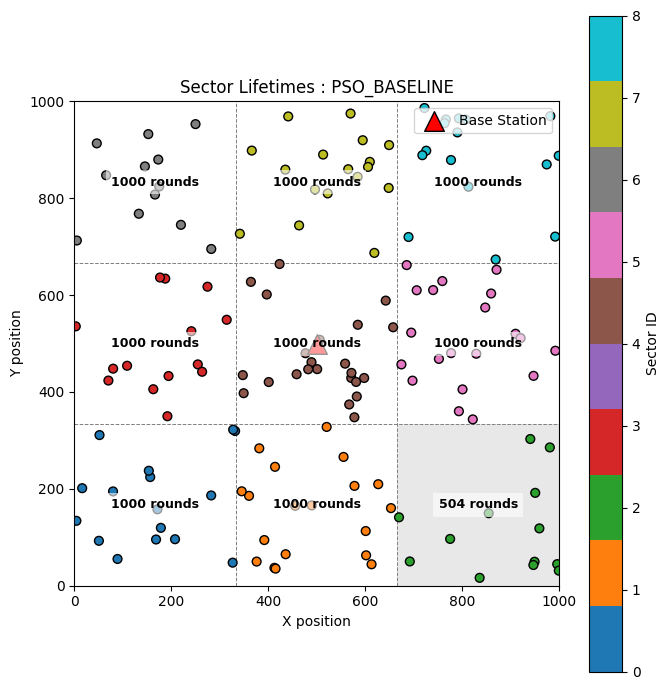 Sector Lifetimes : PSO_BASELINE
Base Station
1000 rounds
1000 rounds
1000 rounds
1000 rounds
1000 rounds
1000 rounds
1000 rounds
1000 rounds
504 rounds
1000
800
600
400
200
0
Y position
0
200
400
600
800
1000
X position
8
7
6
5
4
3
2
1
0
Sector ID